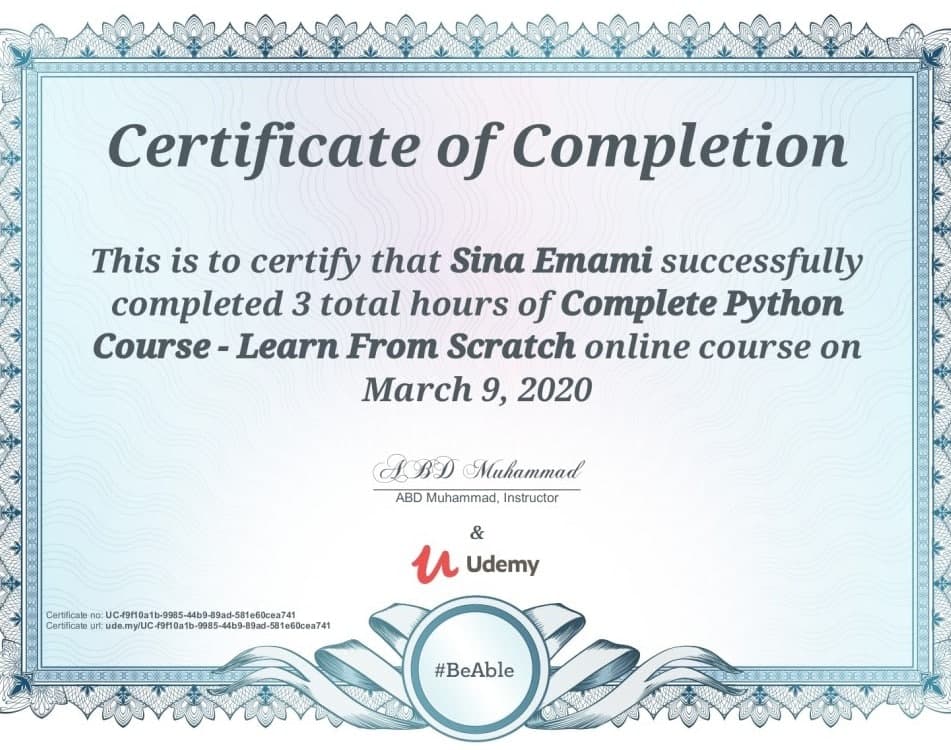 Certificate of Completion
This is to certify that Sina Emami successfully
completed 3 total hours of Complete Python
Course - Learn From Scratch online course on
March 9, 2020
ABD Muhammad
ABD Muhammad, Instructor
&
Udemy
Certificate no: UC-f9f10a1b-9985-44b9-89ad-581e60cea741
Certificate url: ude.my/UC-f9f10a1b-9985-44b9-89ad-581e60cea741
#BeAble